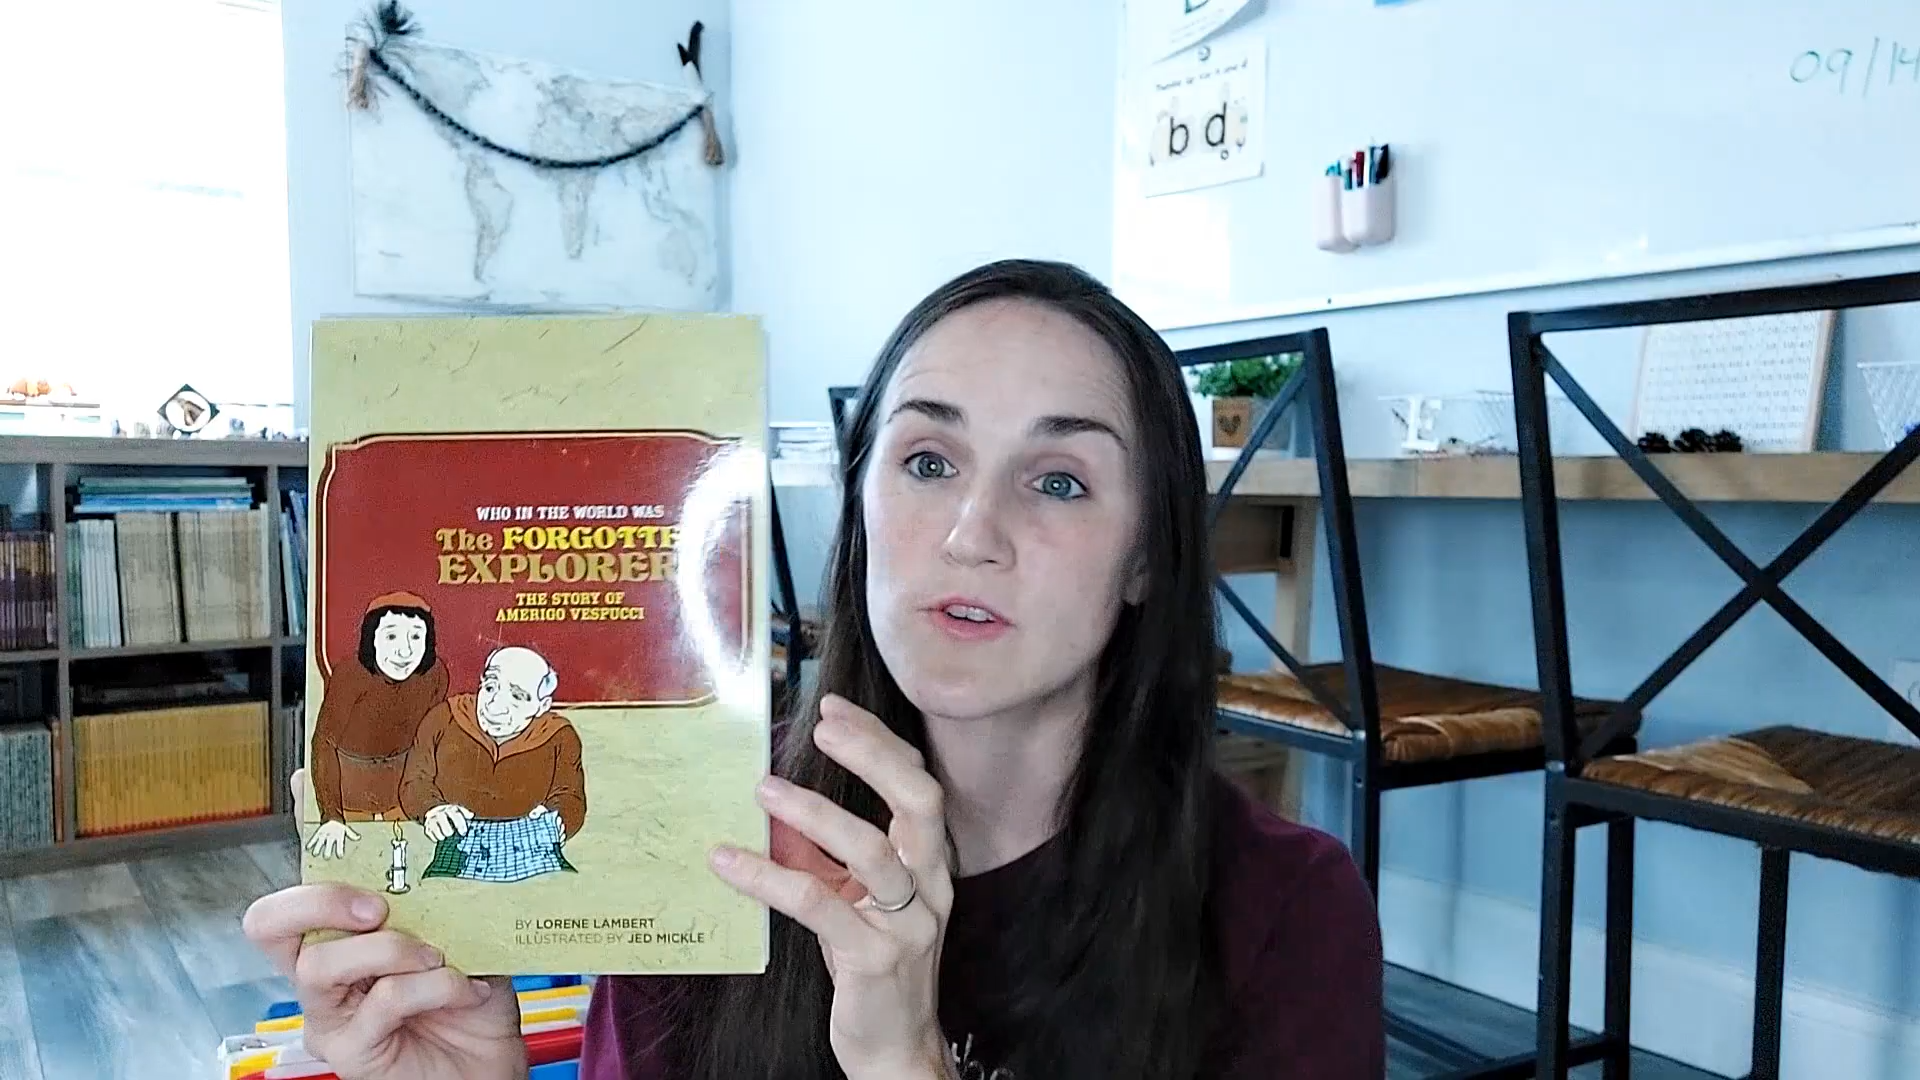 b d
09/14
WHO IN THE WORLD WAS
The FORGOTTE
EXPLORER
THE STORY OF
AMERIGO VESPUCCI
BY LORENE LAMBERT
ILLUSTRATED BY JED MICKLE
E